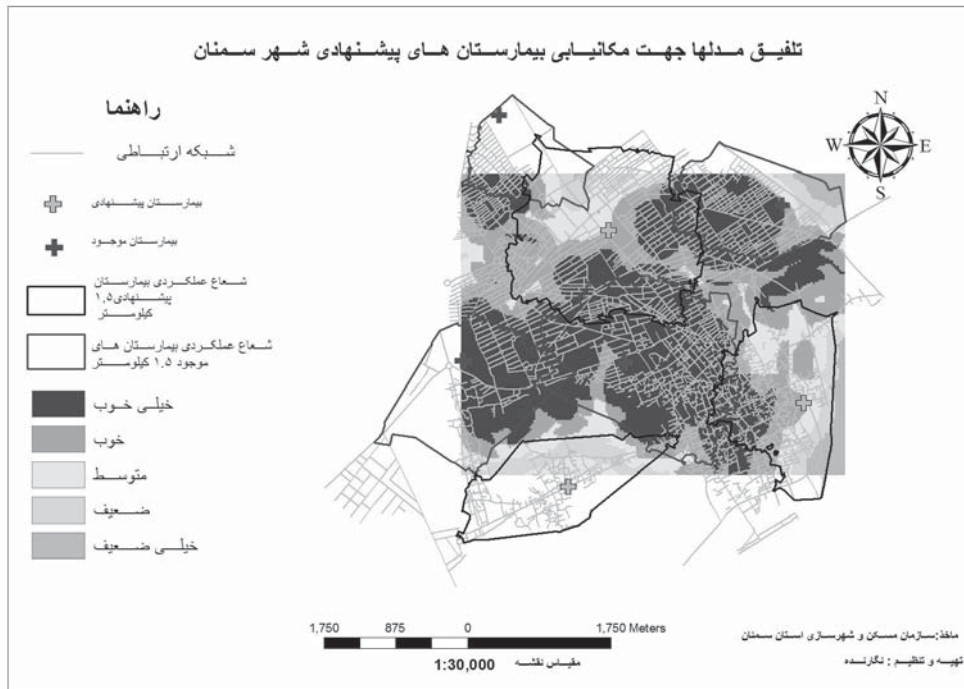 تلفیق مدلها جهت مکانیابی بیمارستان های پیشنهادی شهر سمنان
راهنما
شبکه ارتباطی
بیمارستان پیشنهادی
بیمارستان موجود
شعاع عملکردی بیمارستان
پیشنهادی ۱,۵
کیلومتر
شعاع عملکردی بیمارستان های
موجود ۱.۵ کیلومتر
خیلی خوب
خوب
متوسط
ضعیف
خیلی ضعیف
N
W E
S
1,750 875 0 1,750 Meters
1:30,000 مقیاس نقشه
ماخذ:سازمان مسکن و شهرسازی استان سمنان
تهیه و تنظیم : نگارنده